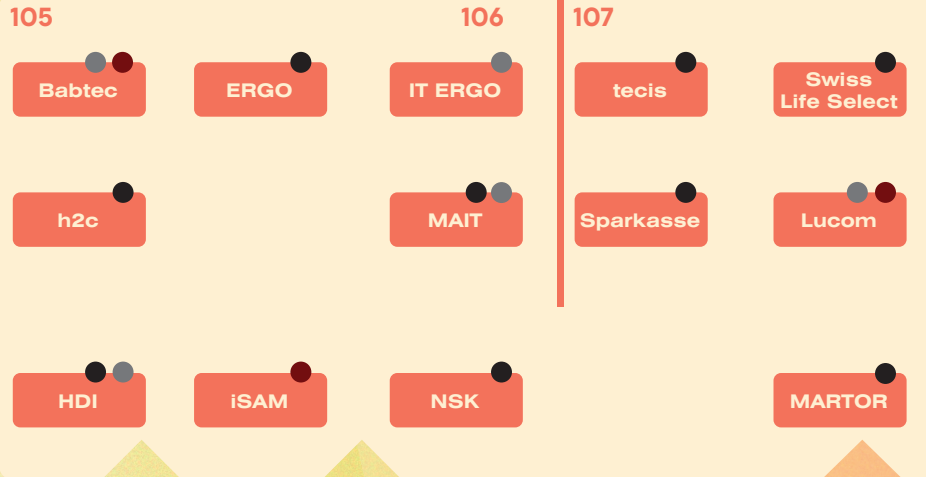 105
106
107
Babtec
ERGO
IT ERGO
tecis
Swiss
Life Select
h2c
MAIT
Sparkasse
Lucom
HDI
iSAM
NSK
MARTOR